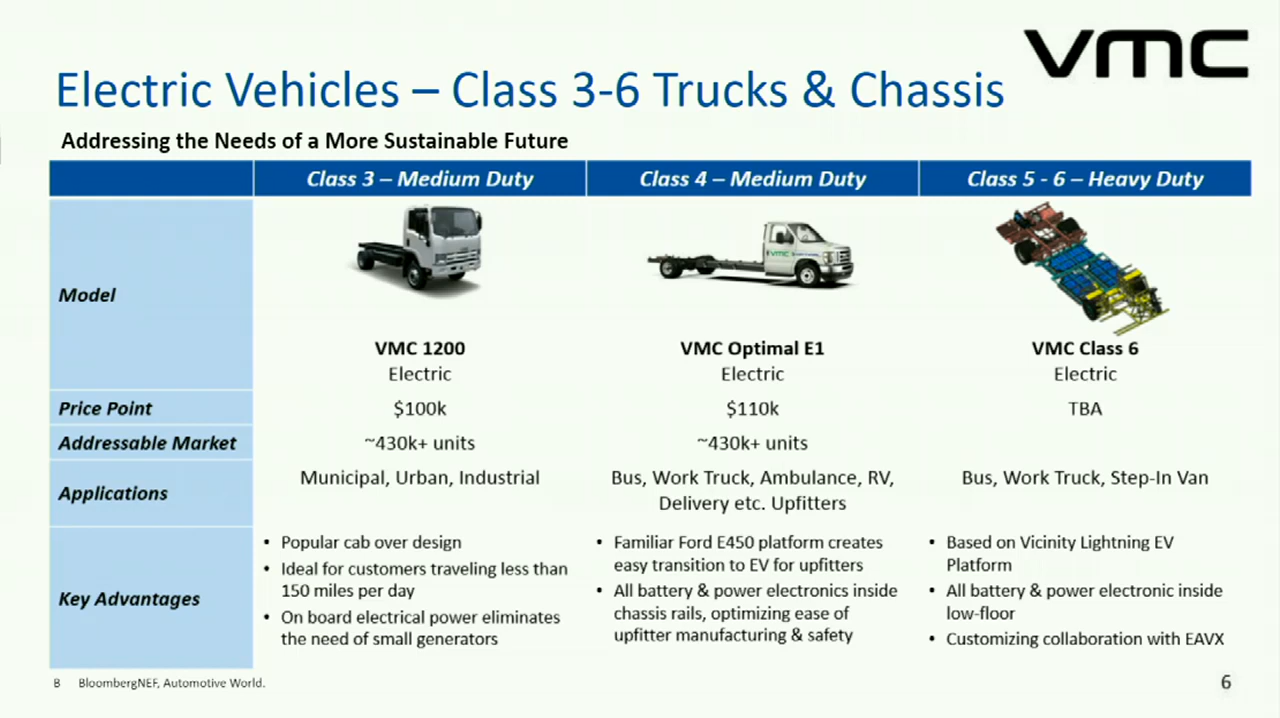 VMC
Electric Vehicles – Class 3-6 Trucks & Chassis
Addressing the Needs of a More Sustainable Future
Class 3 – Medium Duty
Class 4 – Medium Duty
Class 5 - 6 – Heavy Duty
Model
VMC
VMC 1200
Electric
VMC Optimal E1
Electric
VMC Class 6
Electric
Price Point
$100k
$110k
TBA
Addressable Market
~430k+ units
~430k+ units
Applications
Municipal, Urban, Industrial
Bus, Work Truck, Ambulance, RV,
Delivery etc. Upfitters
Bus, Work Truck, Step-In Van
Key Advantages
• Popular cab over design
• Ideal for customers traveling less than
150 miles per day
• On board electrical power eliminates
the need of small generators
• Familiar Ford E450 platform creates
easy transition to EV for upfitters
• All battery & power electronics inside
chassis rails, optimizing ease of
upfitter manufacturing & safety
• Based on Vicinity Lightning EV
Platform
• All battery & power electronic inside
low-floor
• Customizing collaboration with EAVX
8 BloombergNEF, Automotive World.
6